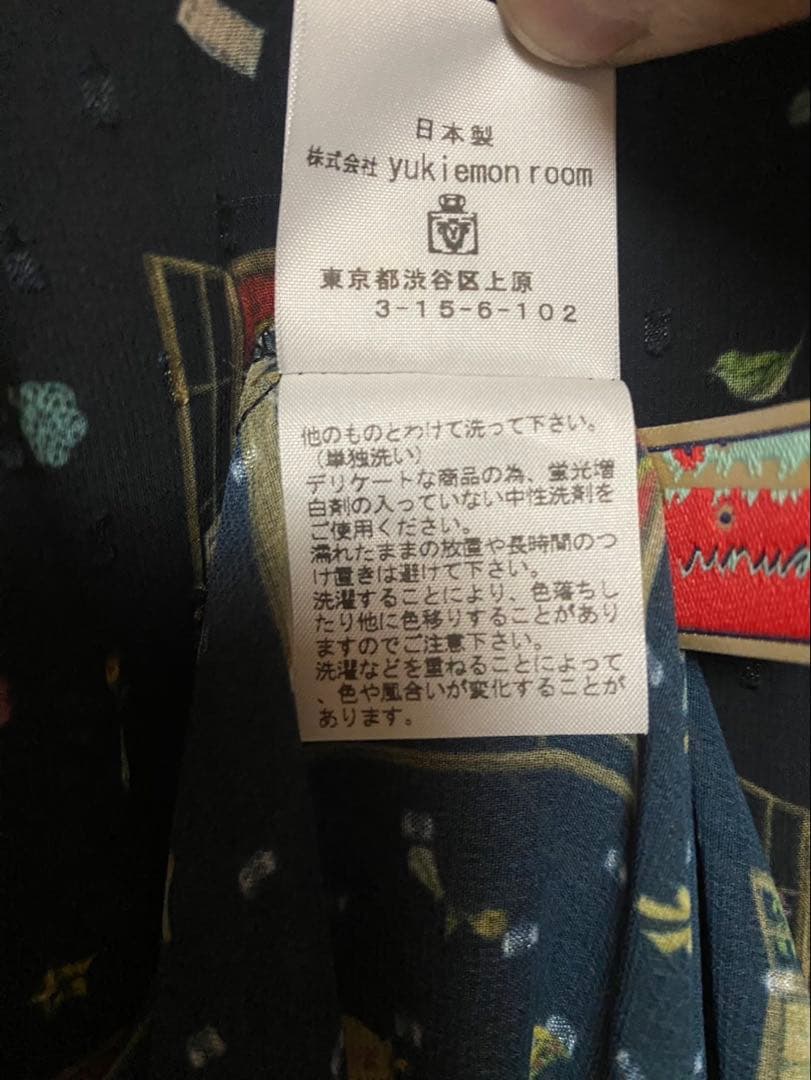 日本製
株式会社 yukiemon room
東京都渋谷区上原
3-15-6-102
他のものとわけて洗って下さい。
（単独洗い）
デリケートな商品の為、蛍光増
白剤の入っていない中性洗剤を
ご使用ください。
濡れたままの放置や長時間のつ
け置きは避けて下さい。
洗濯することにより、色落ちし
たり他に色移りすることがあり
ますのでご注意下さい。
洗濯などを重ねることによって
、色や風合いが変化することが
あります。